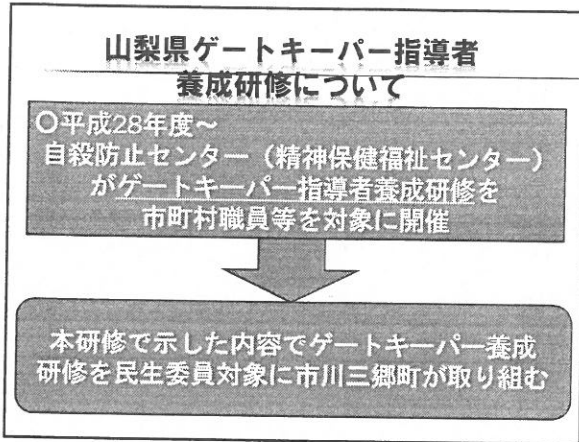 山梨県ゲートキーパー指導者
養成研修について
〇平成28年度～
自殺防止センター（精神保健福祉センター）
がゲートキーパー指導者養成研修を
市町村職員等を対象に開催
本研修で示した内容でゲートキーパー養成
研修を民生委員対象に市川三郷町が取り組む